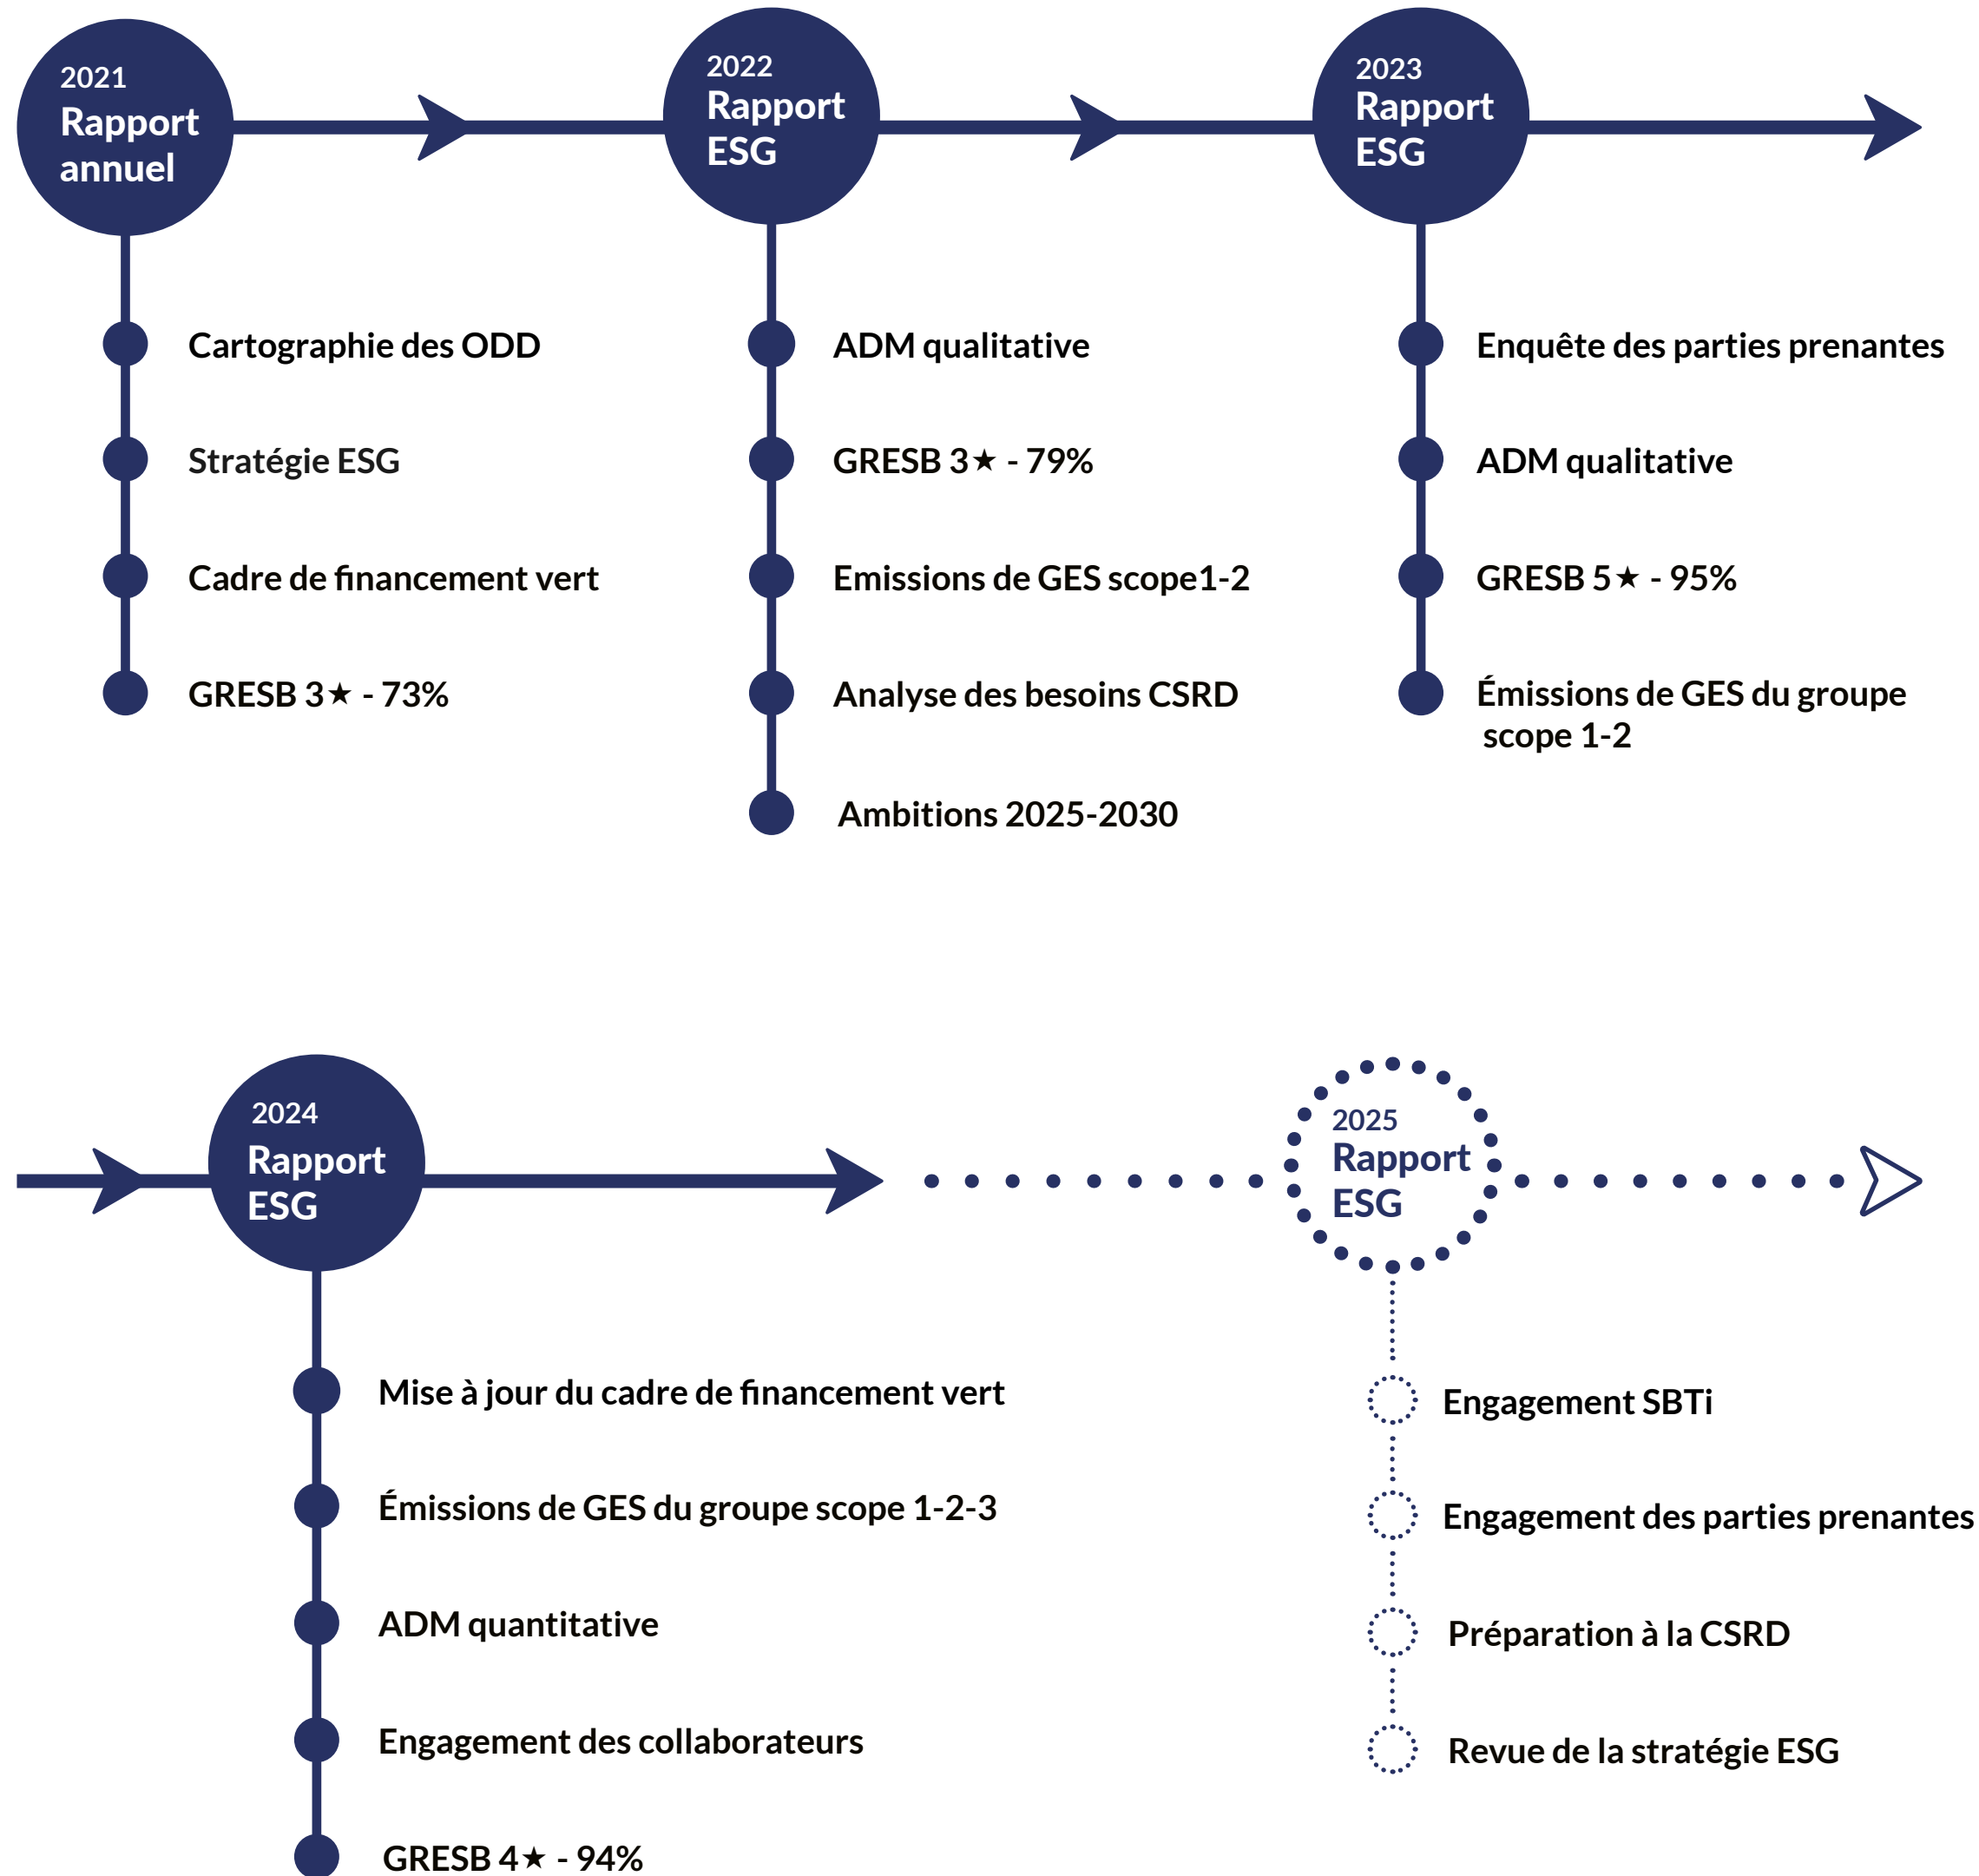 2021
Rapport
annuel
Cartographie des ODD
Stratégie ESG
Cadre de financement vert
GRESB 3★ - 73%
2022
Rapport
ESG
ADM qualitative
GRESB 3★ - 79%
Emissions de GES scope1-2
Analyse des besoins CSRD
Ambitions 2025-2030
2023
Rapport
ESG
Enquête des parties prenantes
ADM qualitative
GRESB 5★ - 95%
Émissions de GES du groupe
scope 1-2
2024
Rapport
ESG
Mise à jour du cadre de financement vert
Émissions de GES du groupe scope 1-2-3
ADM quantitative
Engagement des collaborateurs
GRESB 4★ - 94%
2025
Rapport
ESG
Engagement SBTi
Engagement des parties prenantes
Préparation à la CSRD
Revue de la stratégie ESG